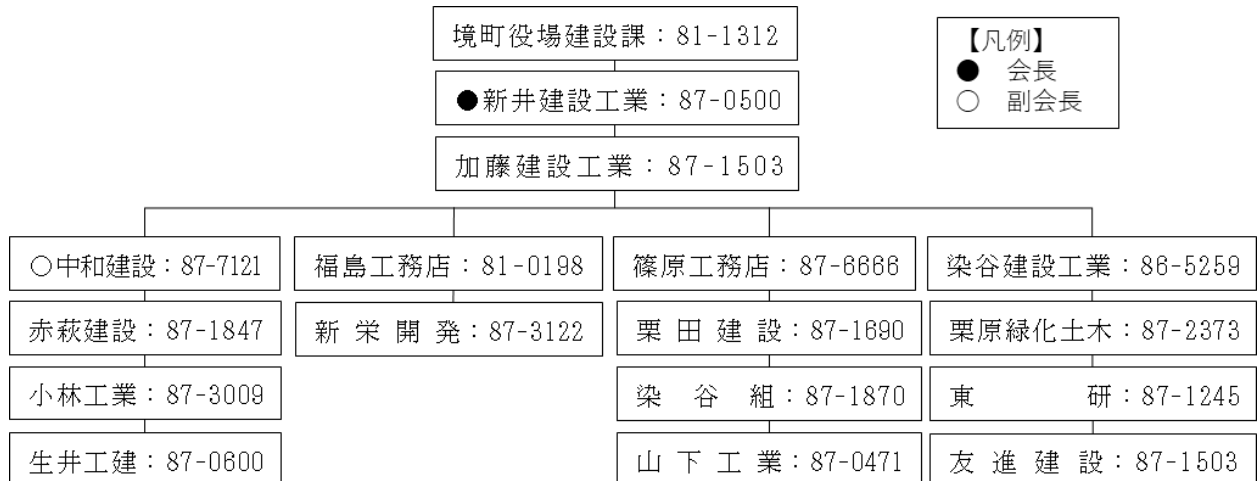 境町役場建設課：81-1312
【凡例】
● 会長
○ 副会長
●新井建設工業：87-0500
加藤建設工業：87-1503
○中和建設：87-7121
福島工務店：81-0198
篠原工務店：87-6666
染谷建設工業：86-5259
赤萩建設：87-1847
新栄開発：87-3122
栗田建設：87-1690
栗原緑化土木：87-2373
小林工業：87-3009
染谷組：87-1870
東研：87-1245
生井工建：87-0600
山下工業：87-0471
友進建設：87-1503